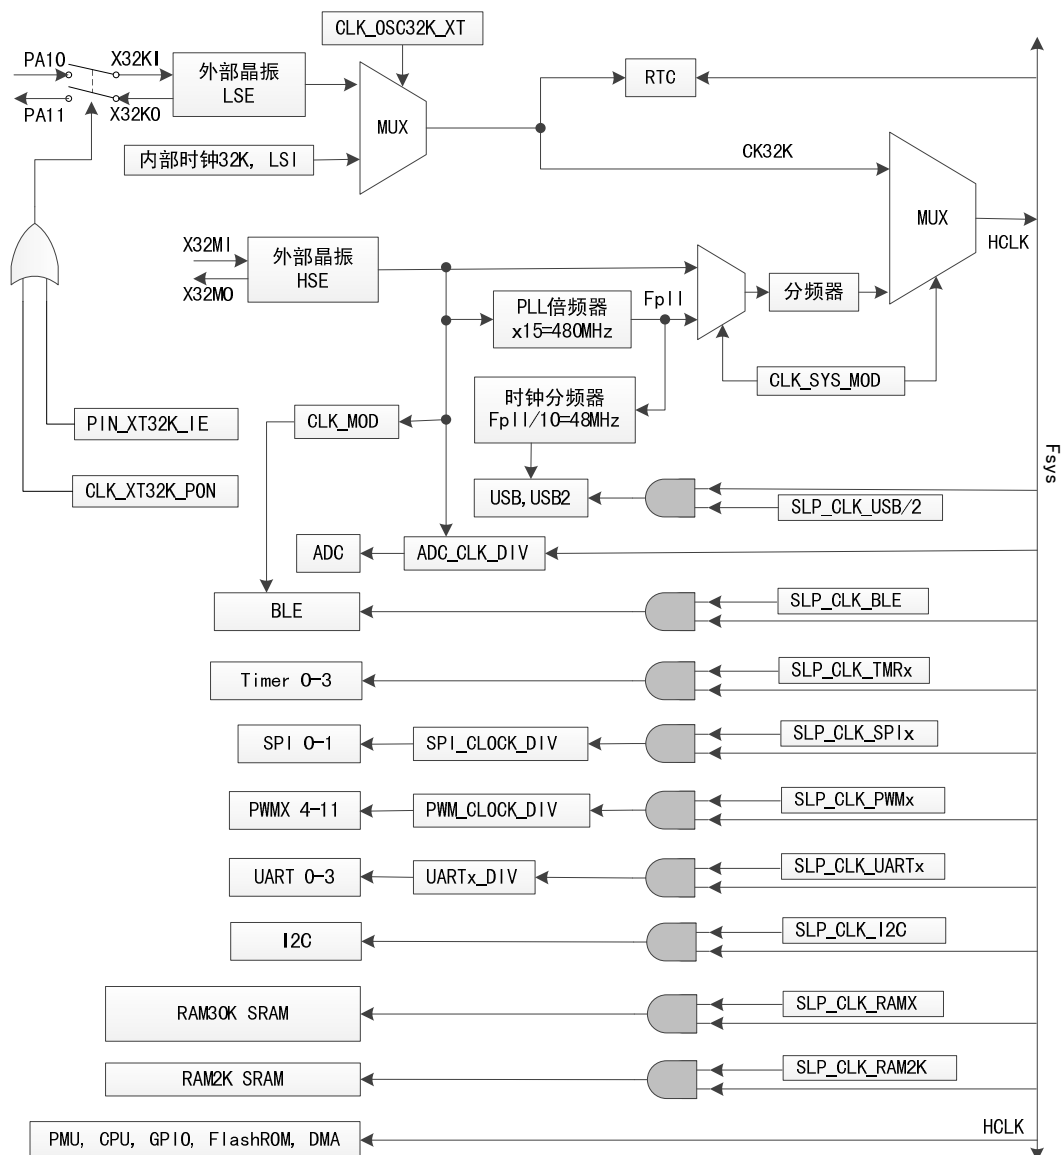 CLK_OSC32K_XT
PA10
X32KI
外部晶振
LSE
RTC
PA11
X32KO
MUX
内部时钟32K, LSI
CK32K
MUX
HCLK
X32MI
外部晶振
HSE
X32MO
PLL倍频器
x15=480MHz
Fpll
分频器
CLK_SYS_MOD
时钟分频器
Fpll/10=48MHz
CLK_MOD
PIN_XT32K_IE
Fsys
CLK_XT32K_PON
USB,USB2
SLP_CLK_USB/2
ADC
ADC_CLK_DIV
BLE
SLP_CLK_BLE
Timer 0-3
SLP_CLK_TMRx
SPI 0-1
SPI_CLOCK_DIV
SLP_CLK_SPIx
PWMX 4-11
PWM_CLOCK_DIV
SLP_CLK_PWMx
UART 0-3
UARTx_DIV
SLP_CLK_UARTx
I2C
SLP_CLK_I2C
RAM30K SRAM
SLP_CLK_RAMX
RAM2K SRAM
SLP_CLK_RAM2K
PMU, CPU, GPIO, FlashROM, DMA
HCLK